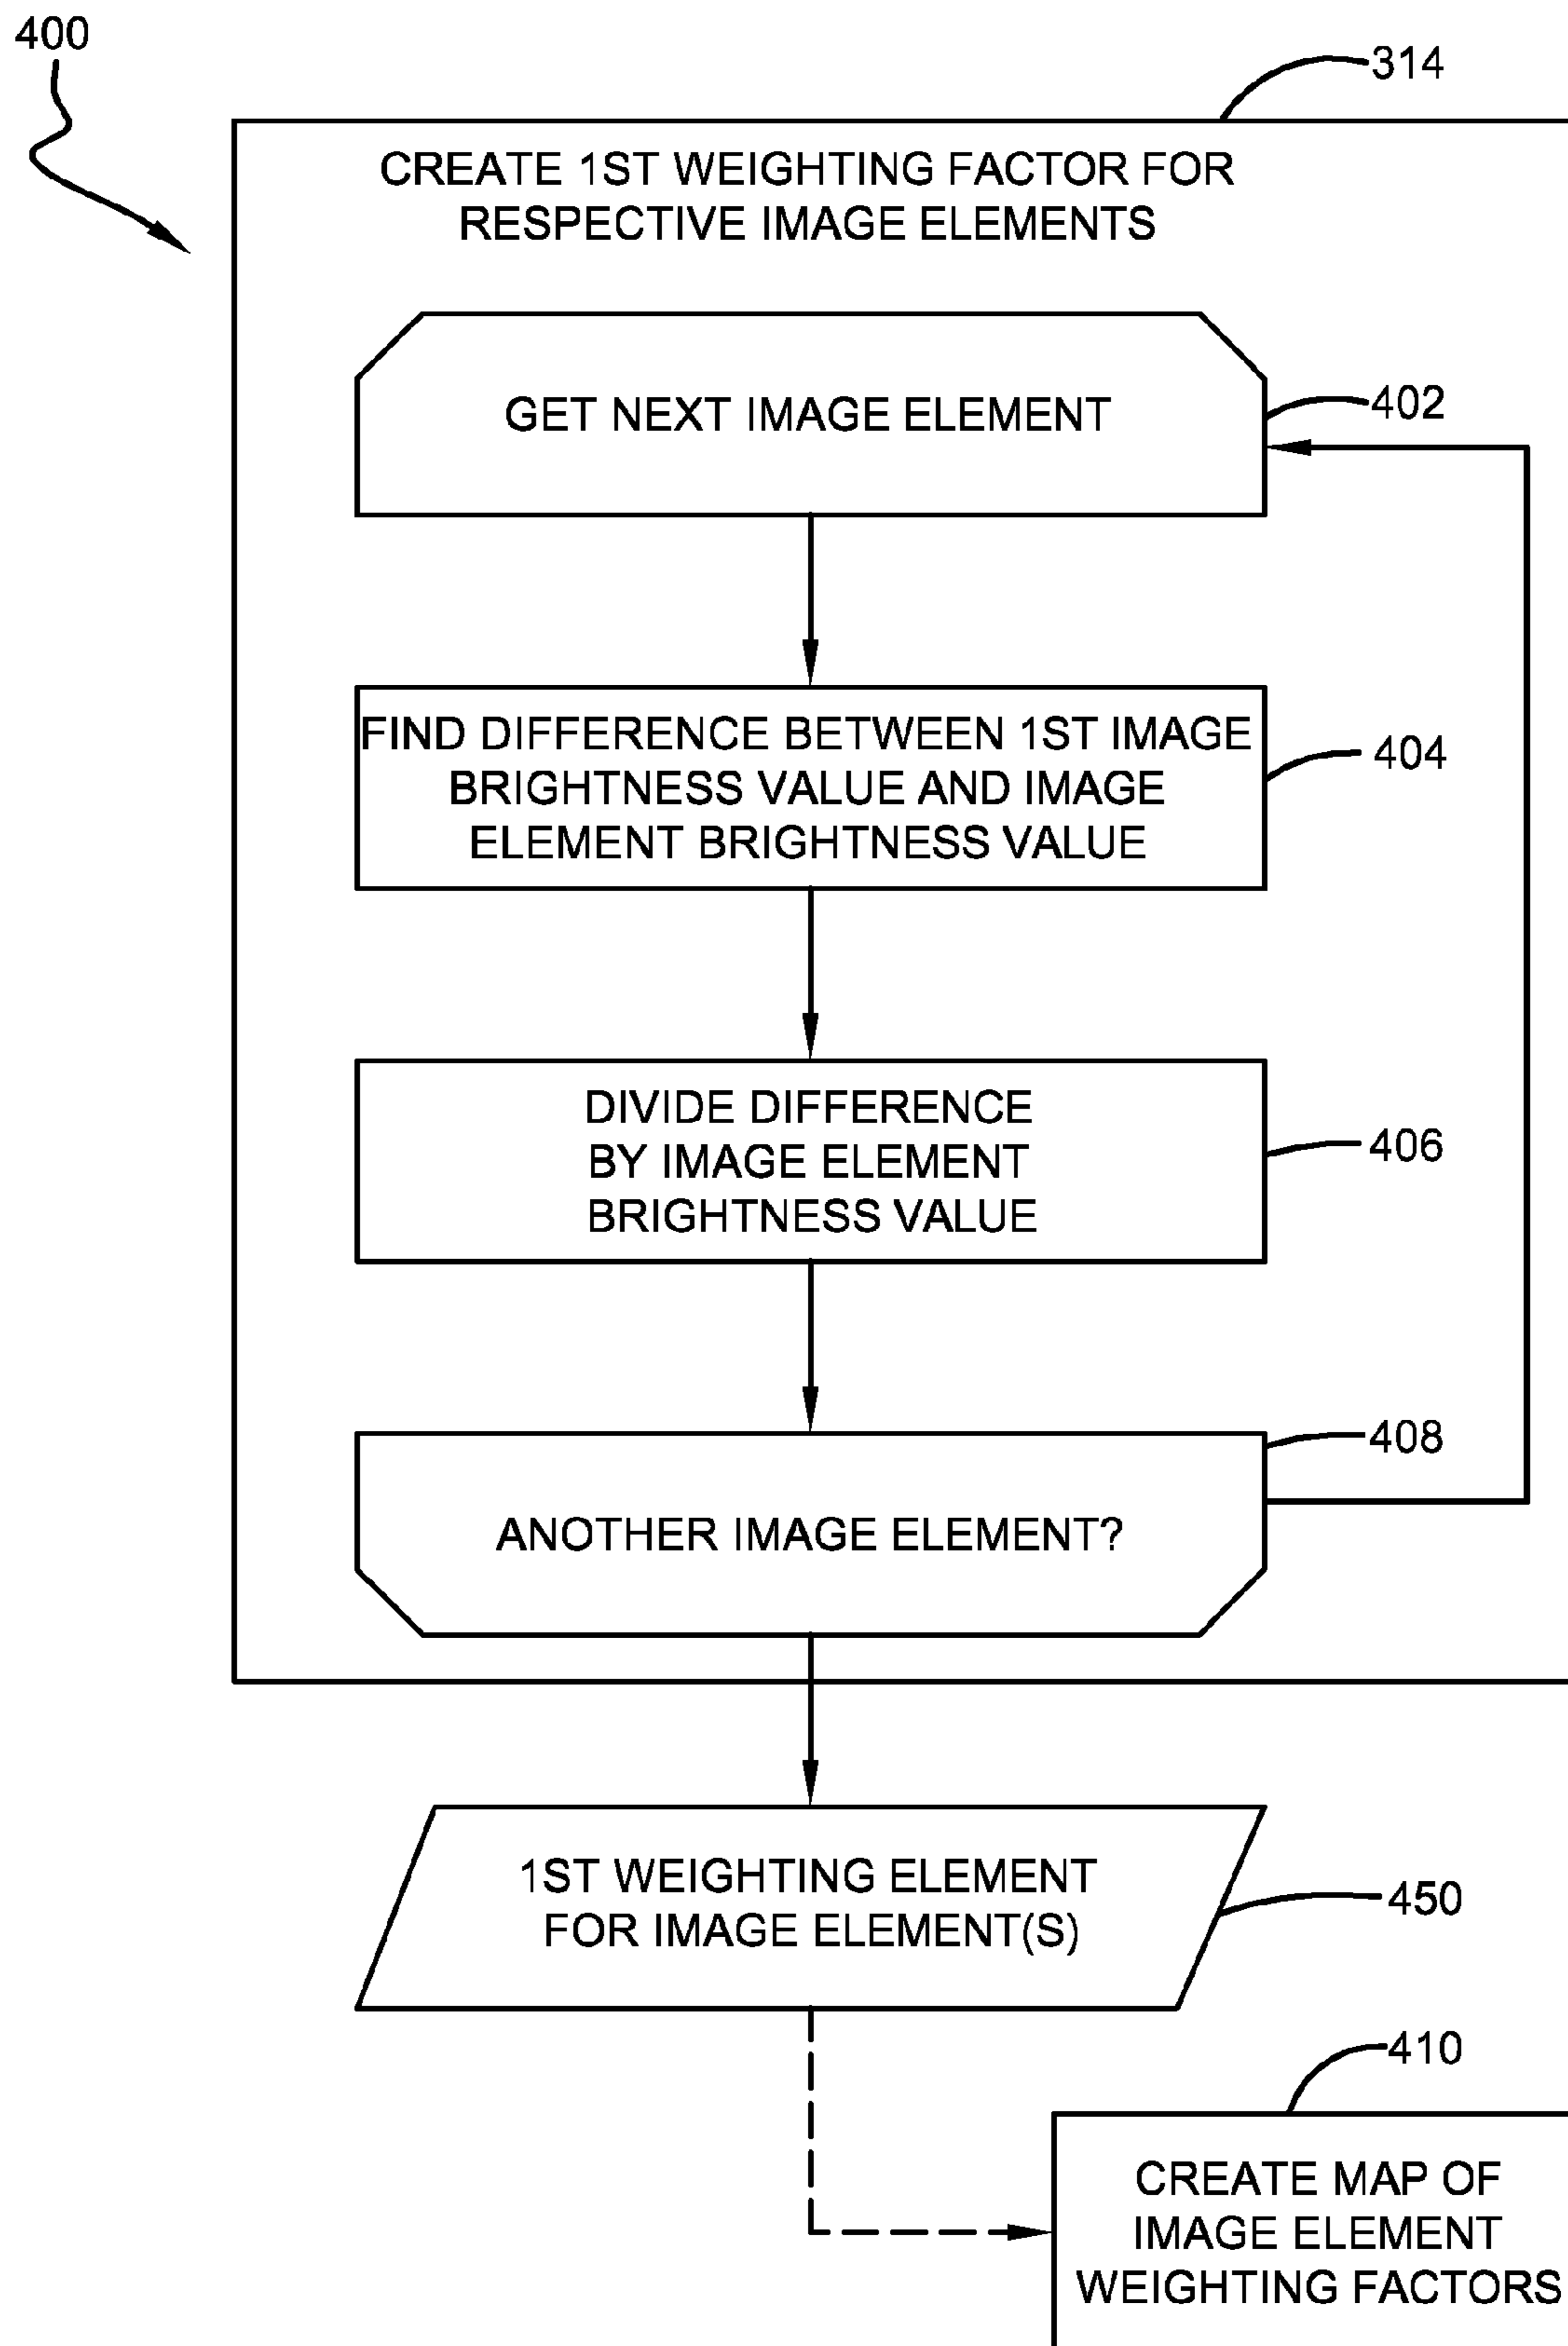 400
314
CREATE 1ST WEIGHTING FACTOR FOR
RESPECTIVE IMAGE ELEMENTS
GET NEXT IMAGE ELEMENT
402
FIND DIFFERENCE BETWEEN 1ST IMAGE
BRIGHTNESS VALUE AND IMAGE
ELEMENT BRIGHTNESS VALUE
404
DIVIDE DIFFERENCE
BY IMAGE ELEMENT
BRIGHTNESS VALUE
406
408
ANOTHER IMAGE ELEMENT?
1ST WEIGHTING ELEMENT
FOR IMAGE ELEMENT(S)
450
410
CREATE MAP OF
IMAGE ELEMENT
WEIGHTING FACTORS